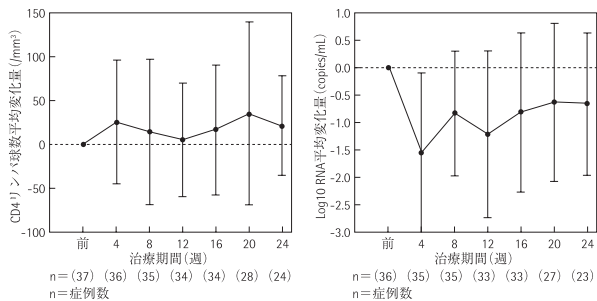 CD4リンパ球数平均変化量(/mm³)
150
100
50
0
-50
-100
前 4 8 12 16 20 24
治療期間(週)
n=(37) (36) (35) (34) (34) (28) (24)
n=症例数
Log10 RNA平均変化量(copies/mL)
1.0
0.5
0.0
-0.5
-1.0
-1.5
-2.0
-2.5
-3.0
前 4 8 12 16 20 24
治療期間(週)
n=(36) (35) (35) (33) (33) (27) (23)
n=症例数